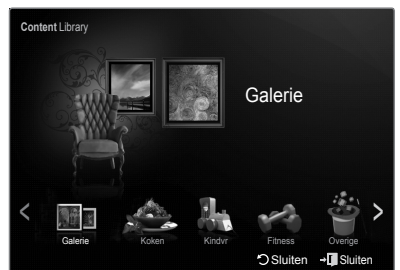 Content Library
Galerie
Galerie Koken Kindvr Fitness Overige
Sluiten Sluiten